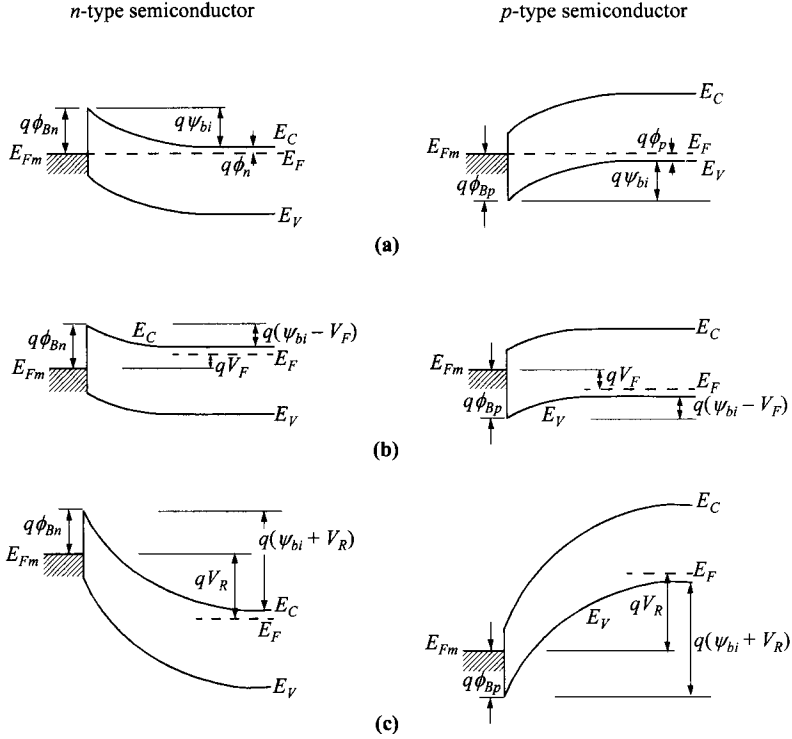 n-type semiconductor
p-type semiconductor
qϕBn
qψbi
EC
EFm
qϕn
EF
EV
EC
EFm
qϕp
EF
EV
qϕBp
qψbi
(a)
qϕBn
EC
q(ψbi − VF)
EFm
EF
qVF
EV
EC
EFm
qVF
EF
qϕBp
EV
q(ψbi − VF)
(b)
qϕBn
EFm
q(ψbi + VR)
qVR
EC
EF
EV
EC
EF
EV
qVR
EFm
q(ψbi + VR)
qϕBp
(c)